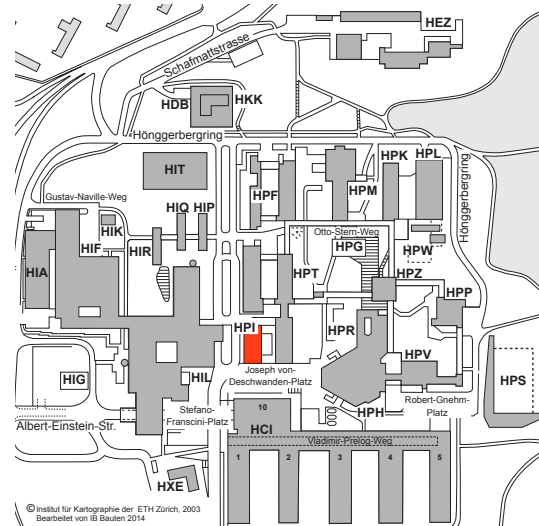 HEZ
Schafmattstrasse
HDB
HKK
Hönggerbergring
HIT
HPF
HPM
HPK
HPL
Gustav-Naville-Weg
HIK
HIQ
HIP
HIF
HIR
HIA
Otto-Stern-Weg
HPG
HPW
Hönggerbergring
HPT
HPZ
HPP
HPI
HPR
HPV
HIG
HIL
Joseph von-
Deschwanden-Platz
HPS
Stefano-
Franscini-Platz
HPH
Robert-Gnehm-
Platz
Albert-Einstein-Str.
10
HCI
Vladimir-Prelog-Weg
1
2
3
4
5
HXE
© Institut für Kartographie der ETH Zürich, 2003
Bearbeitet von IB Bauten 2014